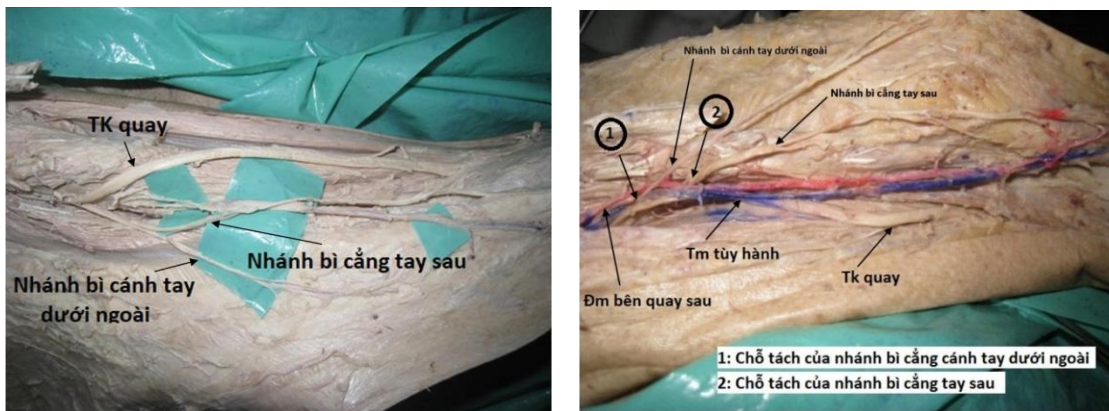 TK quay
Nhánh bì cẳng tay sau
Nhánh bì cánh tay
dưới ngoài
Nhánh bì cánh tay dưới ngoài
Nhánh bì cẳng tay sau
1
2
Tm tùy hành
Tk quay
Đm bên quay sau
1: Chỗ tách của nhánh bì cẳng cánh tay dưới ngoài
2: Chỗ tách của nhánh bì cẳng tay sau